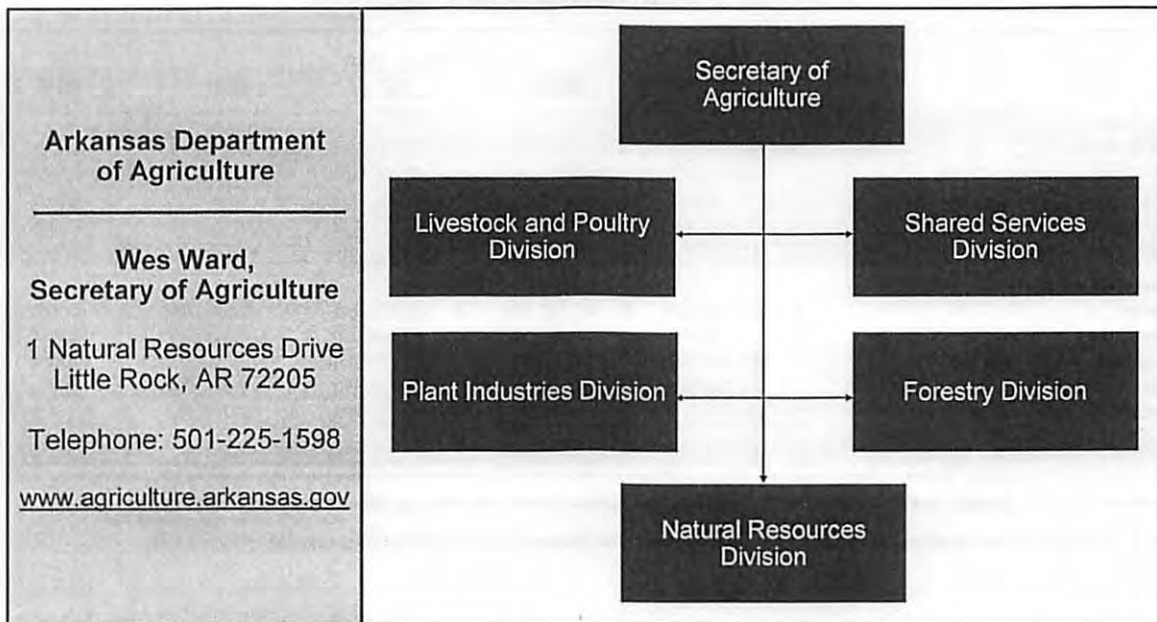 Arkansas Department
of Agriculture
Wes Ward,
Secretary of Agriculture
1 Natural Resources Drive
Little Rock, AR 72205
Telephone: 501-225-1598
www.agriculture.arkansas.gov
Secretary of
Agriculture
Livestock and Poultry
Division
Shared Services
Division
Plant Industries Division
Forestry Division
Natural Resources
Division